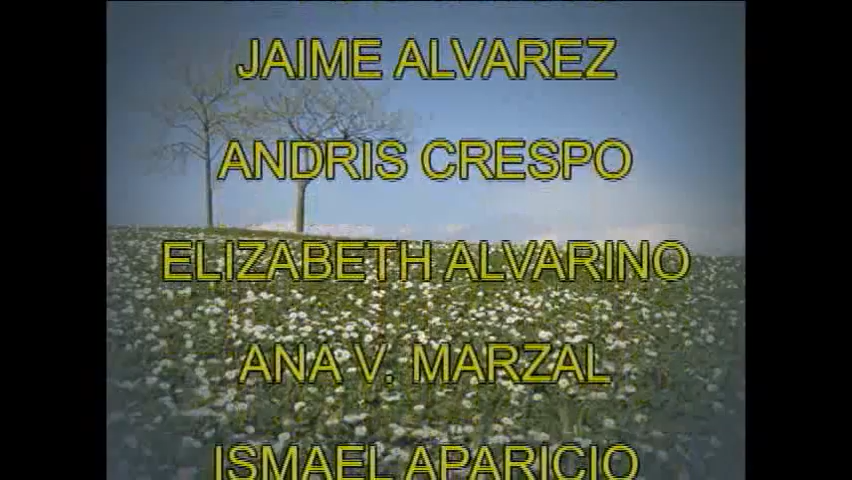 JAIME ALVAREZ
ANDRIS CRESPO
ELIZABETH ALVARINO
ANA V. MARZAL
ISMAEL APARICIO